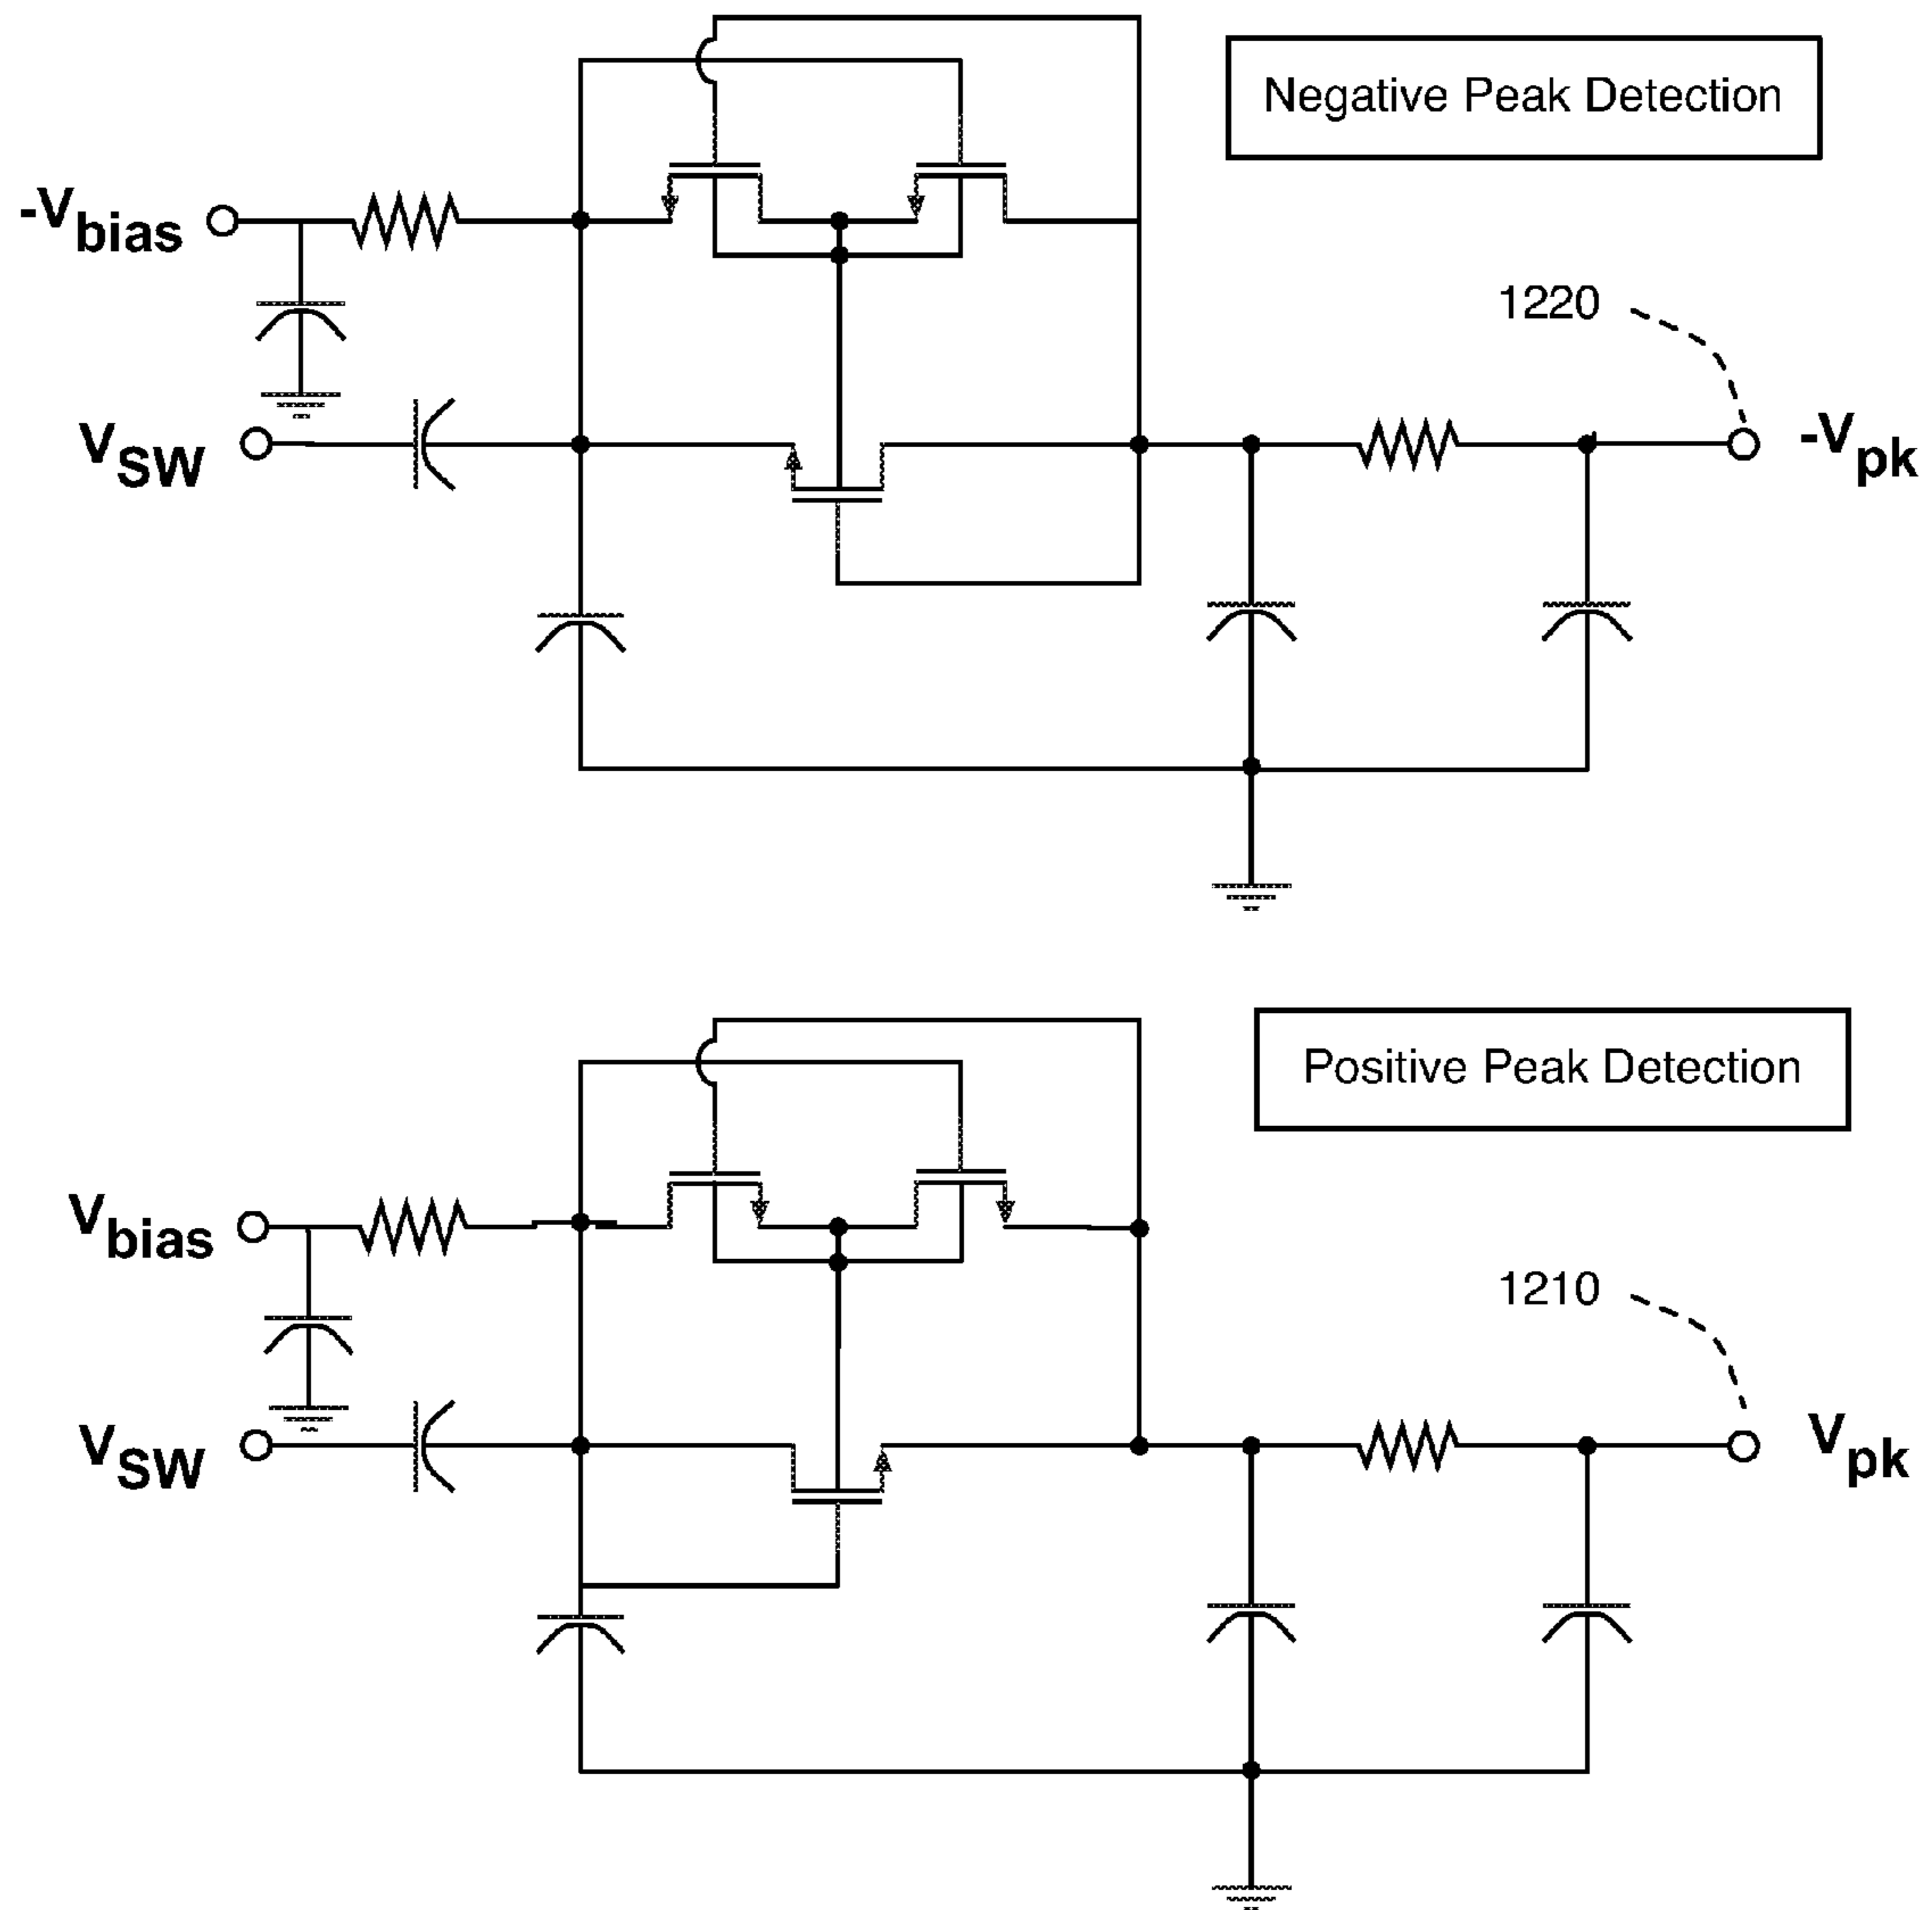 Negative Peak Detection
-Vbias
1220
VSW
-Vpk
Positive Peak Detection
Vbias
1210
VSW
Vpk